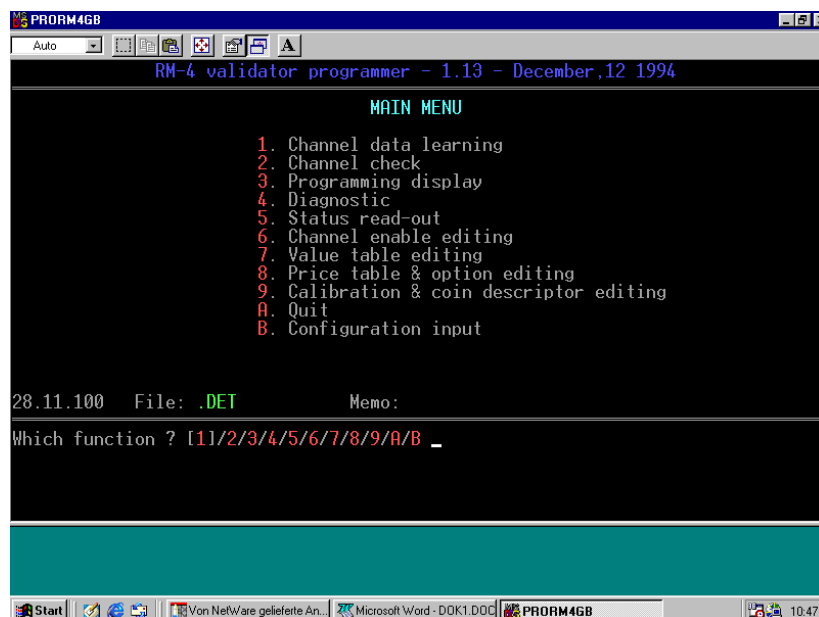 PRORM4GB
Auto
A
RM-4 validator programmer - 1.13 - December,12 1994
MAIN MENU
1. Channel data learning
2. Channel check
3. Programming display
4. Diagnostic
5. Status read-out
6. Channel enable editing
7. Value table editing
8. Price table & option editing
9. Calibration & coin descriptor editing
A. Quit
B. Configuration input
28.11.100 File: .DET Memo:
Which function ? [1]/2/3/4/5/6/7/8/9/A/B _
Start Von NetWare gelieferte An... Microsoft Word - DOK1.DOC PRORM4GB 10:47